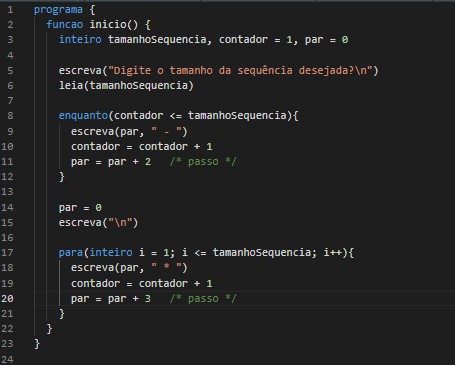 1 programa {
2 funcao inicio() {
3 inteiro tamanhoSequencia, contador = 1, par = 0
4
5 escreva("Digite o tamanho da sequência desejada?\n")
6 leia(tamanhoSequencia)
7
8 enquanto(contador <= tamanhoSequencia){
9 escreva(par, " - ")
10 contador = contador + 1
11 par = par + 2 /* passo */
12 }
13
14 par = 0
15 escreva("\n")
16
17 para(inteiro i = 1; i <= tamanhoSequencia; i++){
18 escreva(par, " * ")
19 contador = contador + 1
20 par = par + 3 /* passo */
21 }
22 }
23 }
24